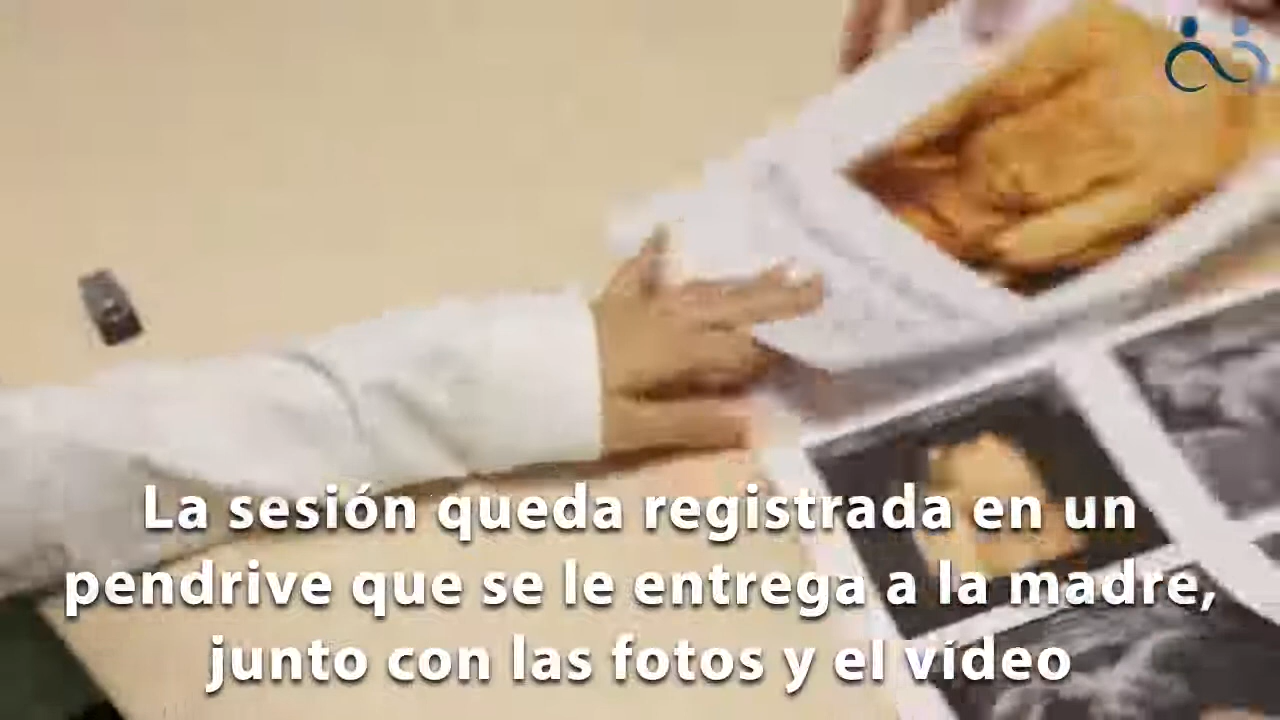 La sesión queda registrada en un
pendrive que se le entrega a la madre,
junto con las fotos y el vídeo